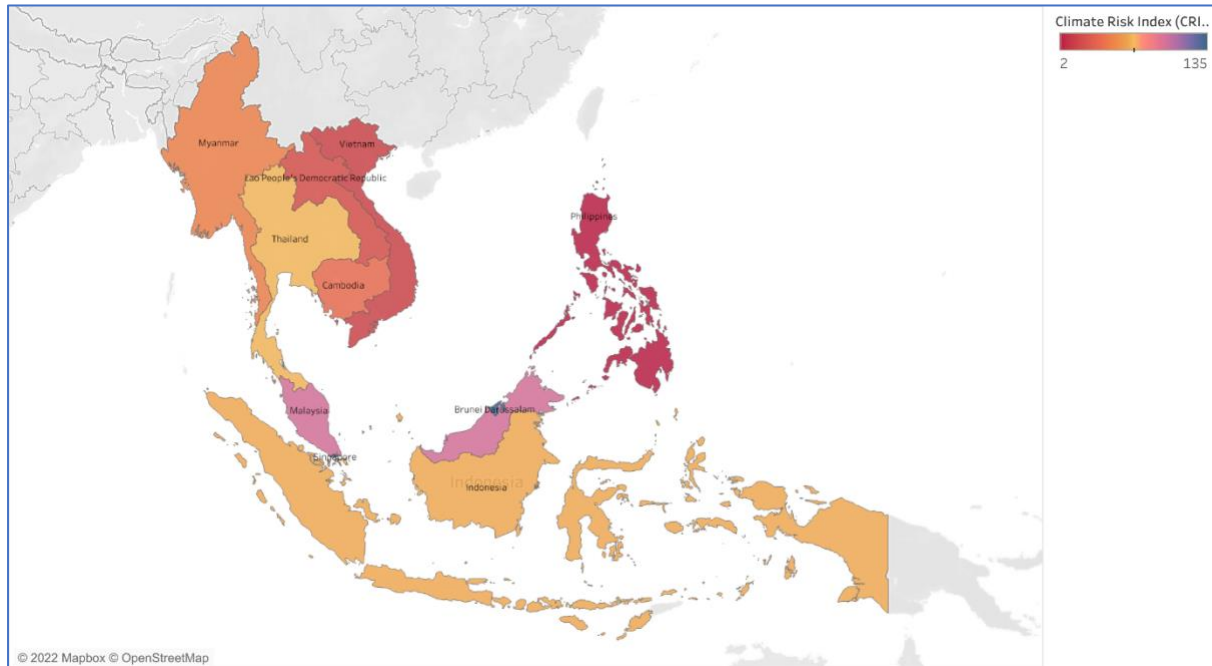 Climate Risk Index (CRI..
2 135
Myanmar
Vietnam
Lao People's Democratic Republic
Philippines
Thailand
Cambodia
Malaysia
Brunei Darussalam
Singapore
Indonesia
Indonesia
© 2022 Mapbox © OpenStreetMap